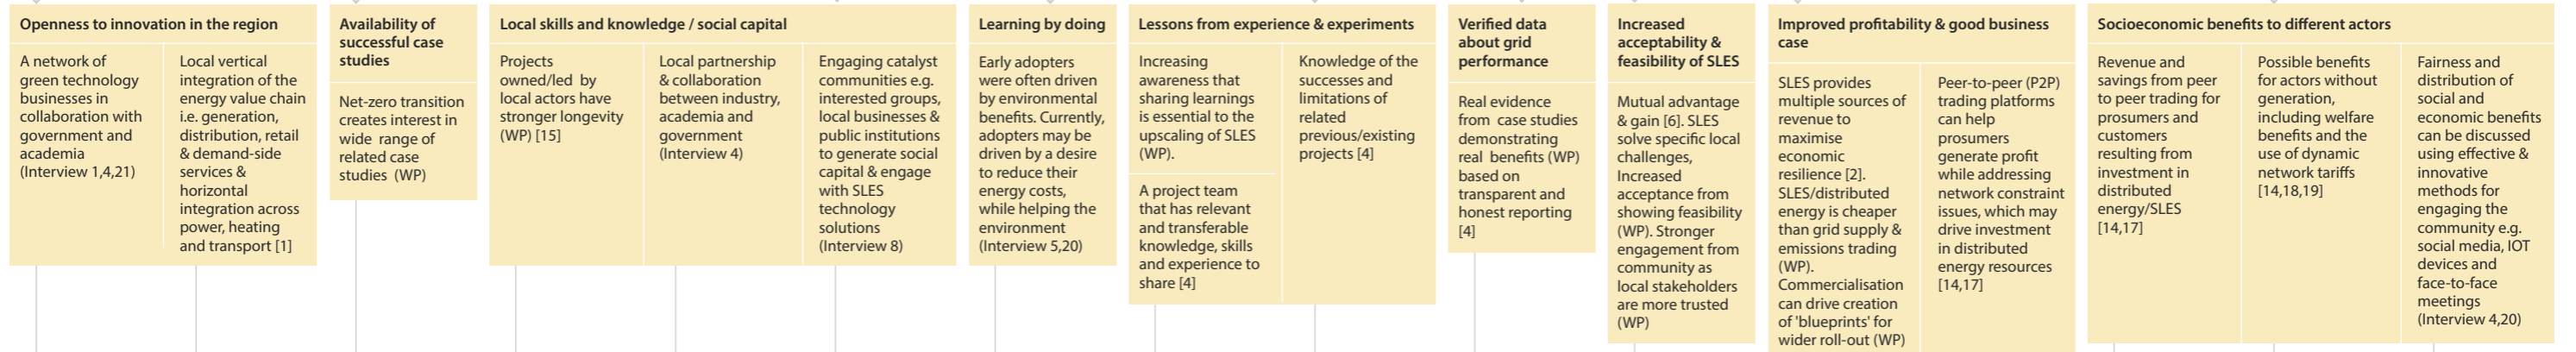 Openness to innovation in the region
A network of
green technology
businesses in
collaboration with
government and
academia
(Interview 1,4,21)
Local vertical
integration of the
energy value chain
i.e. generation,
distribution, retail
& demand-side
services &
horizontal
integration across
power, heating
and transport [1]
Availability of
successful case
studies
Net-zero transition
creates interest in
wide range of
related case
studies (WP)
Local skills and knowledge / social capital
Projects
owned/led by
local actors have
stronger longevity
(WP) [15]
Local partnership
& collaboration
between industry,
academia and
government
(Interview 4)
Engaging catalyst
communities e.g.
interested groups,
local businesses &
public institutions
to generate social
capital & engage
with SLES
technology
solutions
(Interview 8)
Learning by doing
Early adopters
were often driven
by environmental
benefits. Currently,
adopters may be
driven by a desire
to reduce their
energy costs,
while helping the
environment
(Interview 5,20)
Lessons from experience & experiments
Increasing
awareness that
sharing learnings
is essential to the
upscaling of SLES
(WP).
A project team
that has relevant
and transferable
knowledge, skills
and experience to
share [4]
Knowledge of the
successes and
limitations of
related
previous/existing
projects [4]
Verified data
about grid
performance
Real evidence
from case studies
demonstrating
real benefits (WP)
based on
transparent and
honest reporting
[4]
Increased
acceptability &
feasibility of SLES
Mutual advantage
& gain [6]. SLES
solve specific local
challenges,
Increased
acceptance from
showing feasibility
(WP). Stronger
engagement from
community as
local stakeholders
are more trusted
(WP)
Improved profitability & good business
case
SLES provides
multiple sources of
revenue to
maximise
economic
resilience [2].
SLES/distributed
energy is cheaper
than grid supply &
emissions trading
(WP).
Commercialisation
can drive creation
of 'blueprints' for
wider roll-out (WP)
Peer-to-peer (P2P)
trading platforms
can help
prosumers
generate profit
while addressing
network constraint
issues, which may
drive investment
in distributed
energy resources
[14,17]
Socioeconomic benefits to different actors
Revenue and
savings from peer
to peer trading for
prosumers and
customers
resulting from
investment in
distributed
energy/SLES
[14,17]
Possible benefits
for actors without
generation,
including welfare
benefits and the
use of dynamic
network tariffs
[14,18,19]
Fairness and
distribution of
social and
economic benefits
can be discussed
using effective &
innovative
methods for
engaging the
community e.g.
social media, IOT
devices and
face-to-face
meetings
(Interview 4,20)